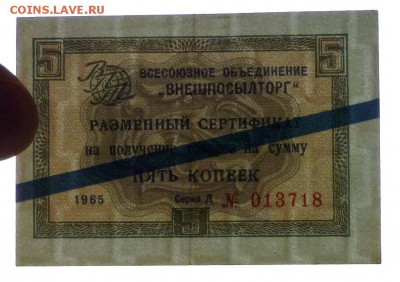 COINS.LAVE.RU
5 5
ВСЕСОЮЗНОЕ ОБЪЕДИНЕНИЕ
„ВНЕШПОСЫЛТОРГ"
РАЗМЕННЫЙ СЕРТИФИКАТ
на получение товаров на сумму
ПЯТЬ КОПЕЕК
1965 Серия Д № 013718
5